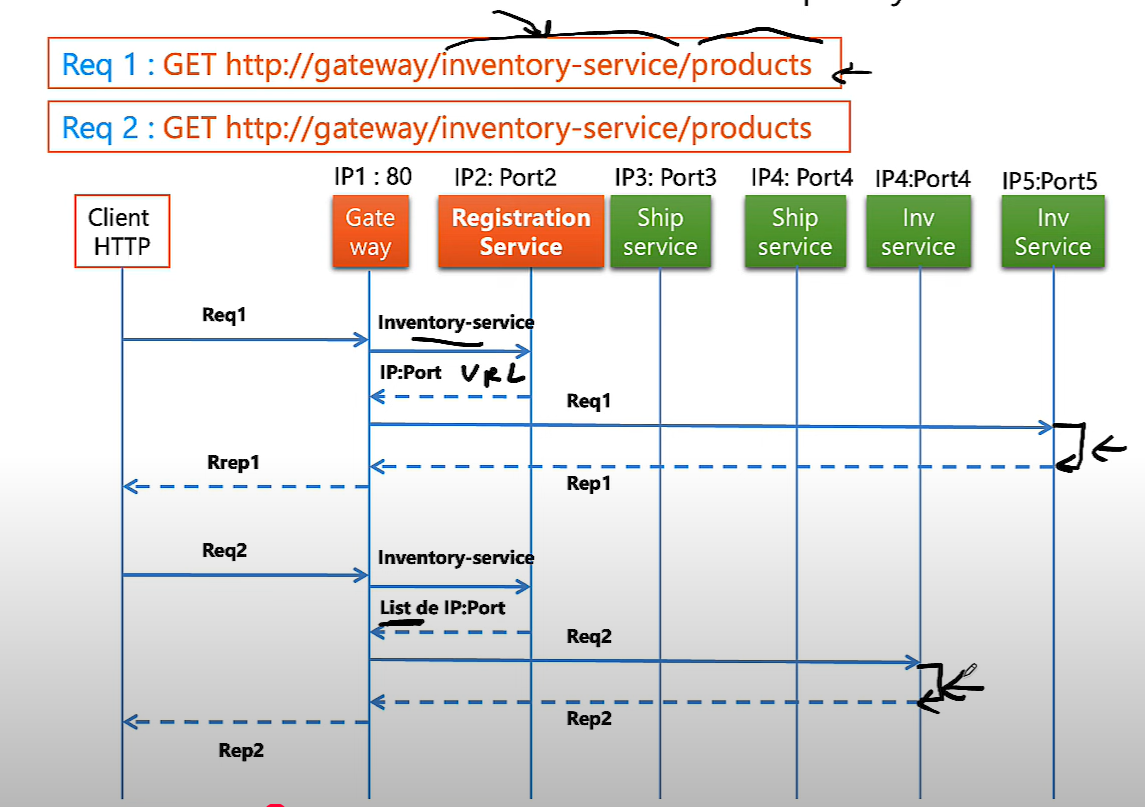 Req 1 : GET http://gateway/inventory-service/products
Req 2 : GET http://gateway/inventory-service/products
IP1 : 80
IP2: Port2
IP3: Port3
IP4: Port4
IP4:Port4
IP5:Port5
Client
HTTP
Gate
way
Registration
Service
Ship
service
Ship
service
Inv
service
Inv
Service
Req1
Inventory-service
IP:Port URL
Req1
Rrep1
Rep1
Req2
Inventory-service
List de IP:Port
Req2
Rep2
Rep2